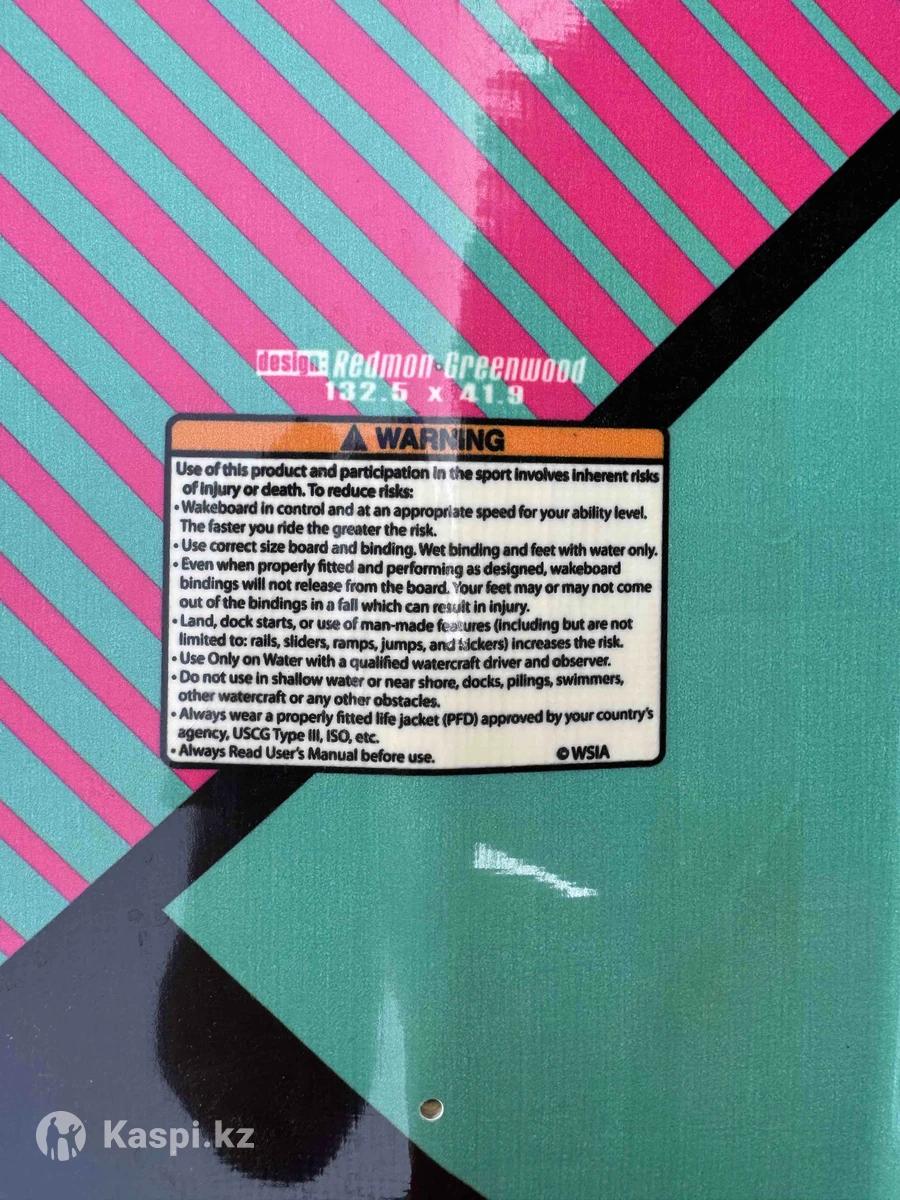 design: Redmon-Greenwood
132.5 x 41.9
WARNING
Use of this product and participation in the sport involves inherent risks
of injury or death. To reduce risks:
• Wakeboard in control and at an appropriate speed for your ability level.
The faster you ride the greater the risk.
• Use correct size board and binding. Wet binding and feet with water only.
• Even when properly fitted and performing as designed, wakeboard
bindings will not release from the board. Your feet may or may not come
out of the bindings in a fall which can result in injury.
• Land, dock starts, or use of man-made features (including but are not
limited to: rails, sliders, ramps, jumps, and kickers) increases the risk.
• Use Only on Water with a qualified watercraft driver and observer.
• Do not use in shallow water or near shore, docks, pilings, swimmers,
other watercraft or any other obstacles.
• Always wear a properly fitted life jacket (PFD) approved by your country's
agency, USCG Type III, ISO, etc.
• Always Read User's Manual before use. © WSIA
Kaspi.kz